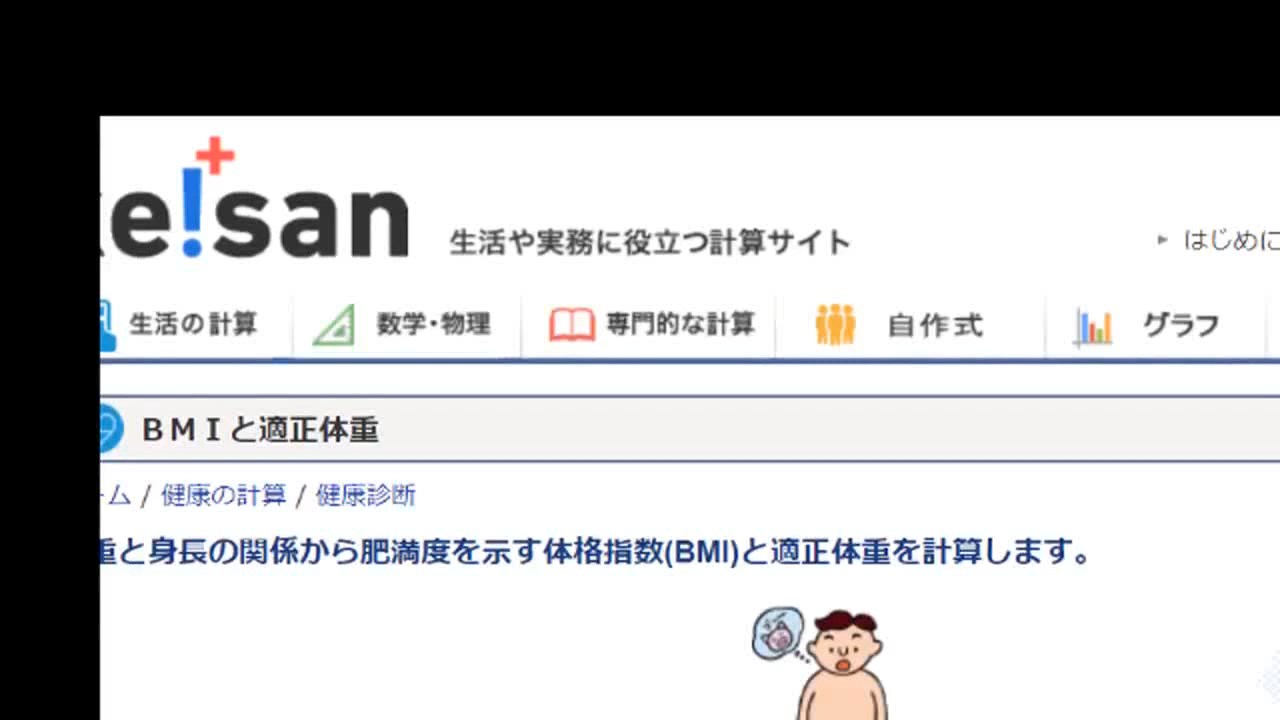 ke!san
生活や実務に役立つ計算サイト
はじめに
生活の計算
数学・物理
専門的な計算
自作式
グラフ
ＢＭＩと適正体重
ーム / 健康の計算 / 健康診断
重と身長の関係から肥満度を示す体格指数(BMI)と適正体重を計算します。